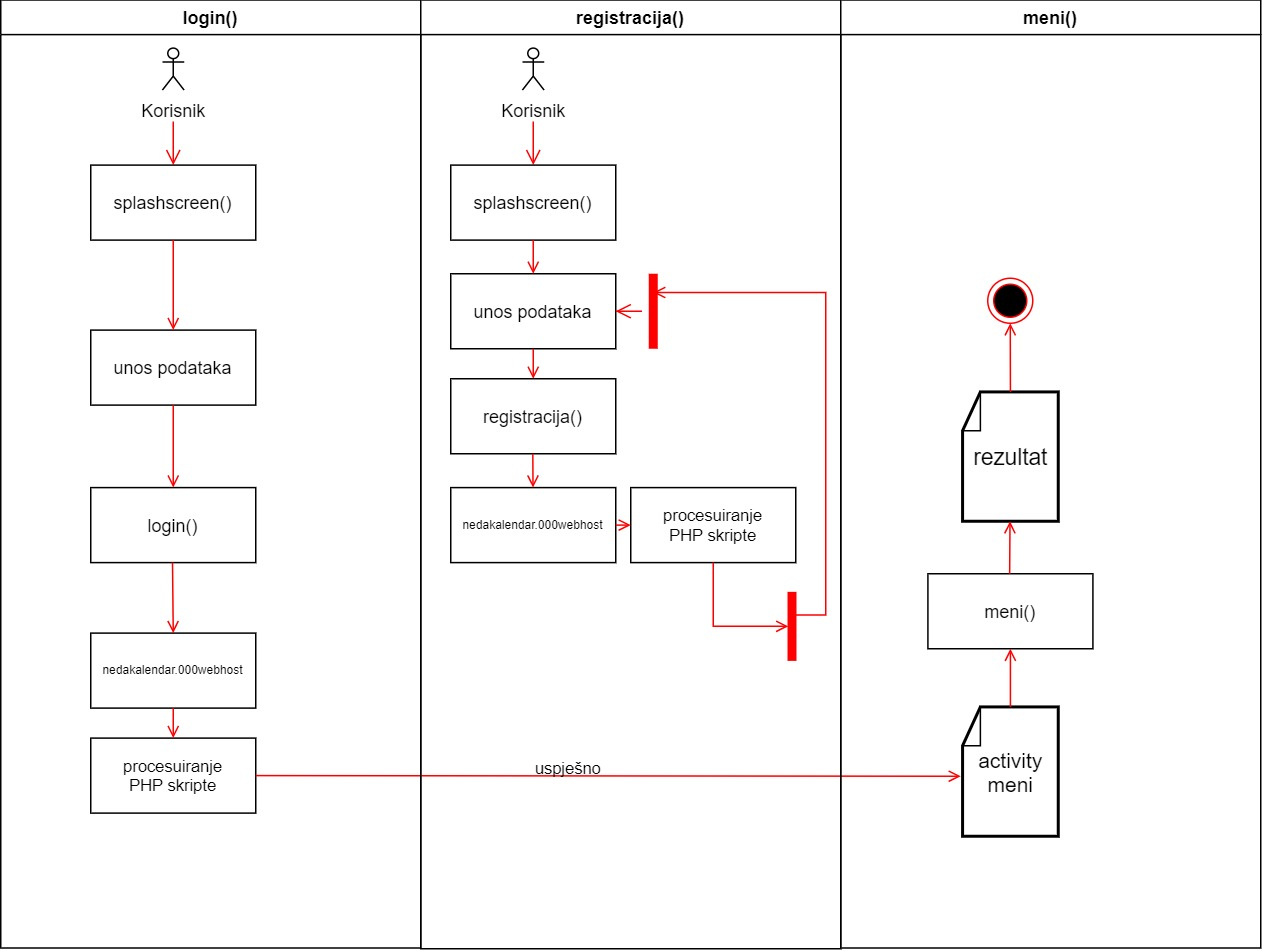 login()
registracija()
meni()
Korisnik
splashscreen()
unos podataka
login()
nedakalendar.000webhost
procesuiranje
PHP skripte
uspješno
Korisnik
splashscreen()
unos podataka
registracija()
nedakalendar.000webhost
procesuiranje
PHP skripte
rezultat
meni()
activity
meni